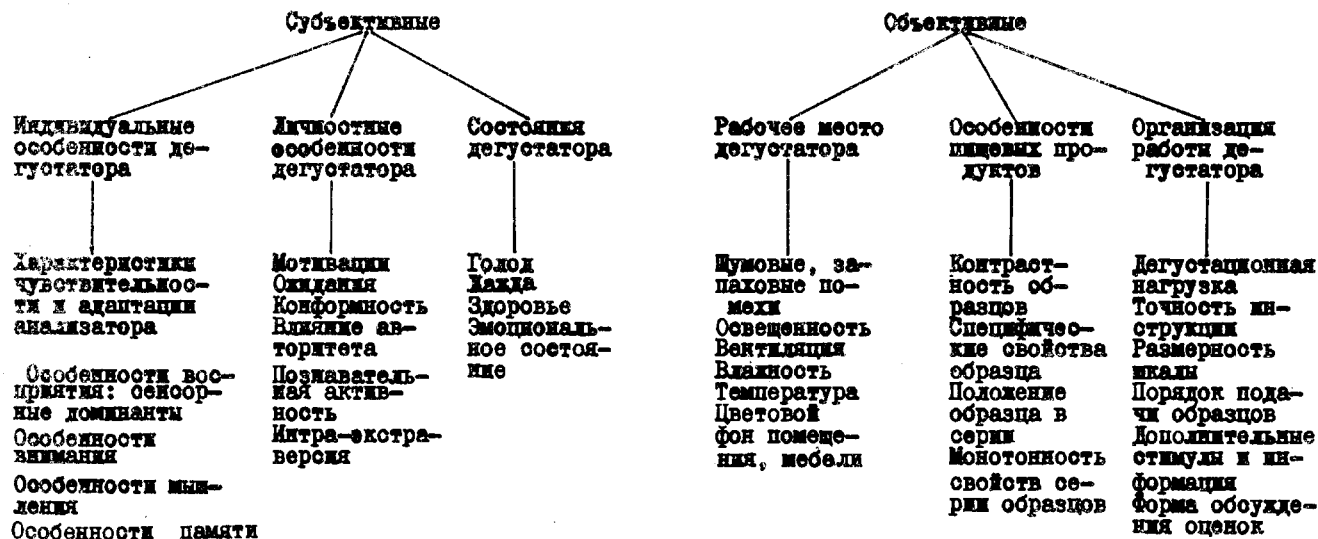 Субъективные
Индивидуальные
особенности де-
густатора
Характеристики
чувствительнос-
ти и адаптации
анализатора
Особенности вос-
приятия: сенсор-
ные доминанты
Особенности
внимания
Особенности мыш-
ления
Особенности памяти
Личностные
особенности
дегустатора
Мотивации
Ожидания
Конформность
Влияние ав-
торитета
Познаватель-
ная актив-
ность
Интра-экстра-
версия
Состояния
дегустатора
Голод
Жажда
Здоровье
Эмоциональ-
ное состоя-
ние
Объективные
Рабочее место
дегустатора
Шумовые, за-
паховые по-
мехи
Освещенность
Вентиляция
Влажность
Температура
Цветовой
фон помеще-
ния, мебели
Особенности
пищевых про-
дуктов
Контраст-
ность об-
разцов
Специфичес-
кие свойства
образца
Положение
образца в
серии
Монотонность
свойств се-
рии образцов
Организация
работы де-
густатора
Дегустационная
нагрузка
Точность ин-
струкции
Размерность
шкалы
Порядок пода-
чи образцов
Дополнительные
стимулы и ин-
формация
Форма обсужде-
ния оценок